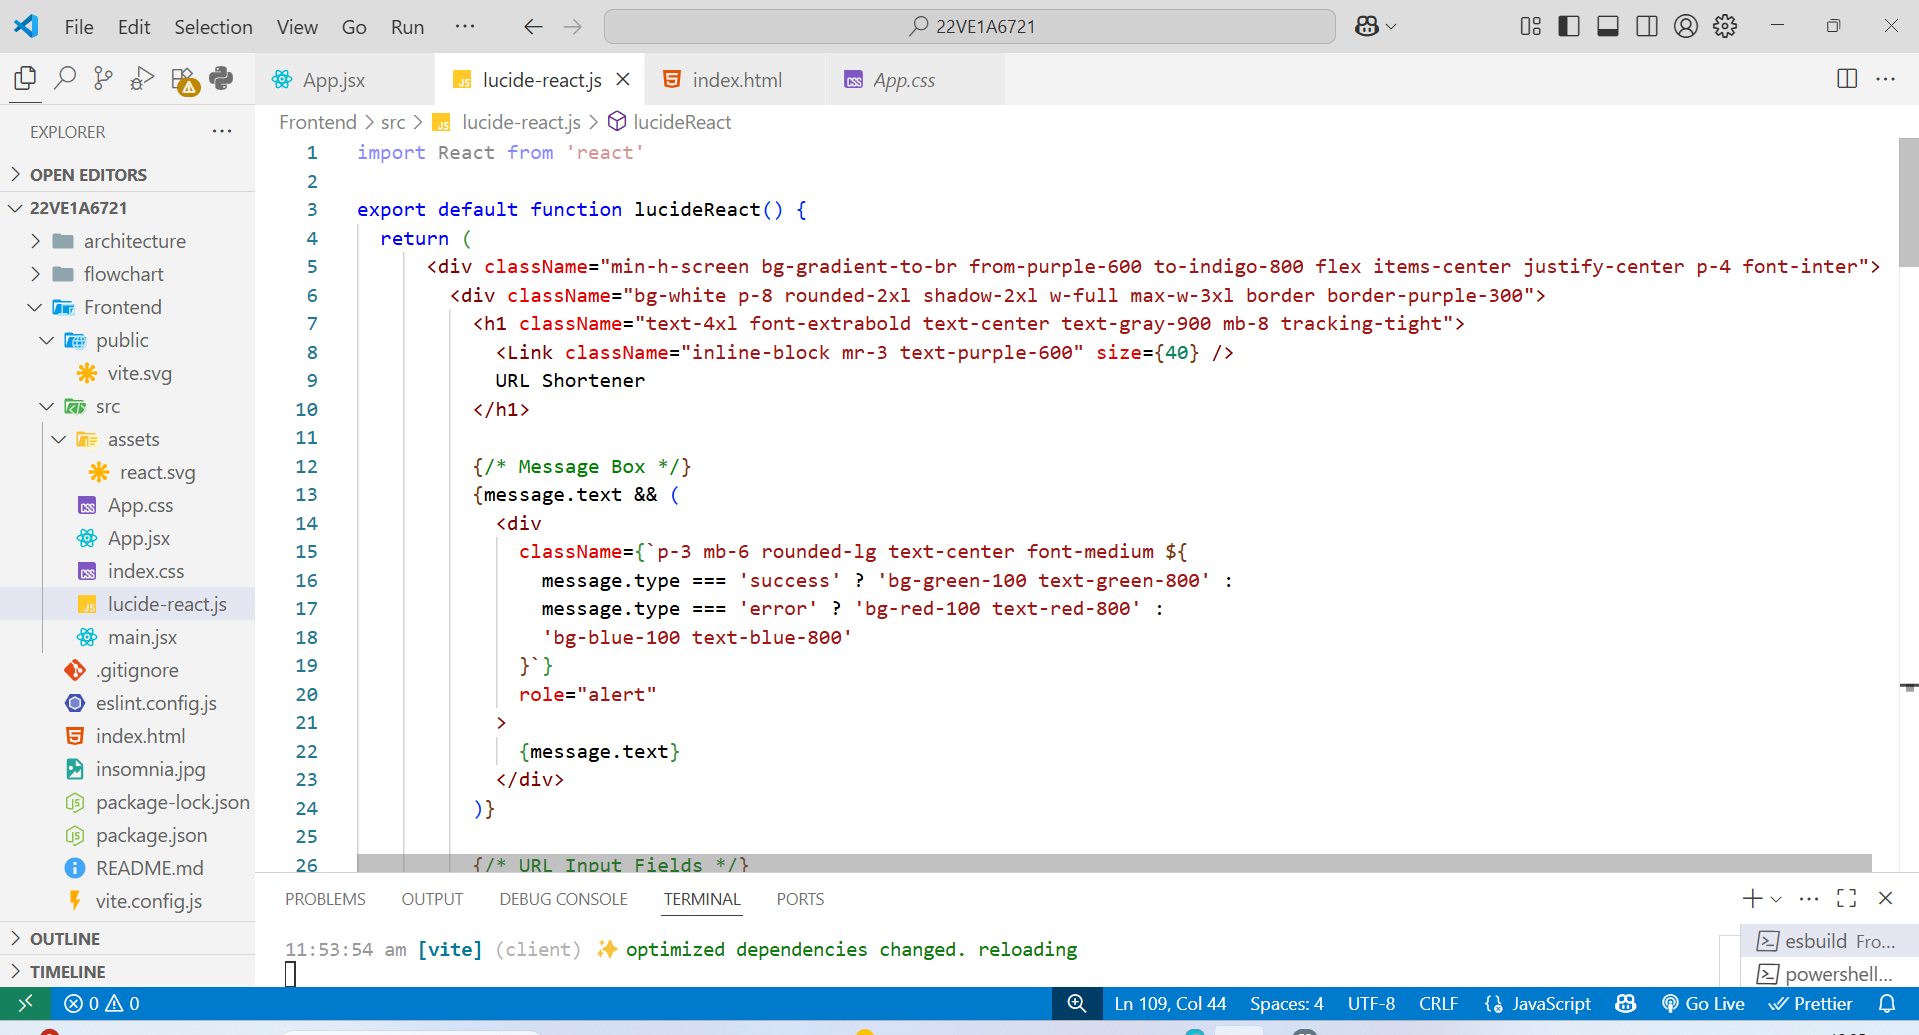 File Edit Selection View Go Run ··· 22VE1A6721
App.jsx
JS lucide-react.js
index.html
CSS App.css
EXPLORER ···
OPEN EDITORS
22VE1A6721
architecture
flowchart
Frontend
public
vite.svg
src
assets
react.svg
CSS App.css
App.jsx
CSS index.css
JS lucide-react.js
main.jsx
.gitignore
eslint.config.js
index.html
insomnia.jpg
package-lock.json
package.json
README.md
vite.config.js
OUTLINE
TIMELINE
Frontend > src > JS lucide-react.js > lucideReact
1 import React from 'react'
2
3 export default function lucideReact() {
4 return (
5 <div className="min-h-screen bg-gradient-to-br from-purple-600 to-indigo-800 flex items-center justify-center p-4 font-inter">
6 <div className="bg-white p-8 rounded-2xl shadow-2xl w-full max-w-3xl border border-purple-300">
7 <h1 className="text-4xl font-extrabold text-center text-gray-900 mb-8 tracking-tight">
8 <Link className="inline-block mr-3 text-purple-600" size={40} />
9 URL Shortener
10 </h1>
11
12 {/* Message Box */}
13 {message.text && (
14 <div
15 className={`p-3 mb-6 rounded-lg text-center font-medium ${
16 message.type === 'success' ? 'bg-green-100 text-green-800' :
17 message.type === 'error' ? 'bg-red-100 text-red-800' :
18 'bg-blue-100 text-blue-800'
19 }`}
20 role="alert"
21 >
22 {message.text}
23 </div>
24 )}
25
26 {/* URL Input Fields */}
PROBLEMS OUTPUT DEBUG CONSOLE TERMINAL PORTS
11:53:54 am [vite] (client) ✨ optimized dependencies changed. reloading
esbuild Fro...
powershell...
0 0 Ln 109, Col 44 Spaces: 4 UTF-8 CRLF {} JavaScript Go Live Prettier